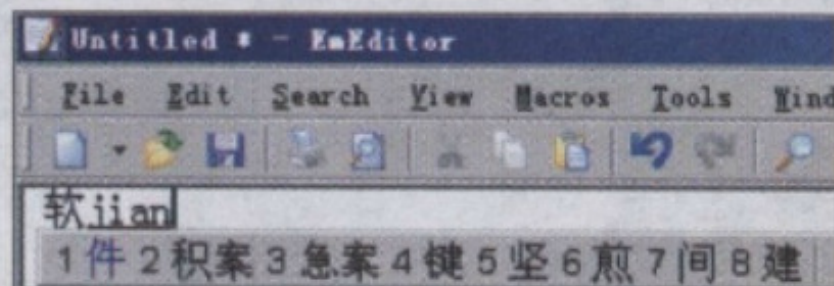 Untitled * - EmEditor
File Edit Search View Macros Tools Wind
软jian
1件2积案3急案4键5坚6煎7间8建